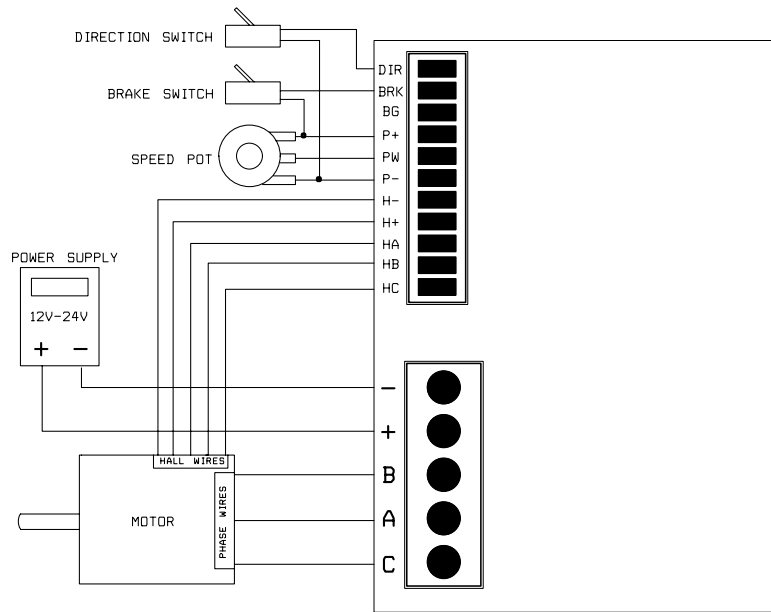 DIRECTION SWITCH
DIR
BRAKE SWITCH
BRK
BG
P+
SPEED POT
PW
P-
H-
H+
HA
HB
HC
POWER SUPPLY
12V-24V
+ -
-
+
HALL WIRES
B
PHASE WIRES
MOTOR
A
C